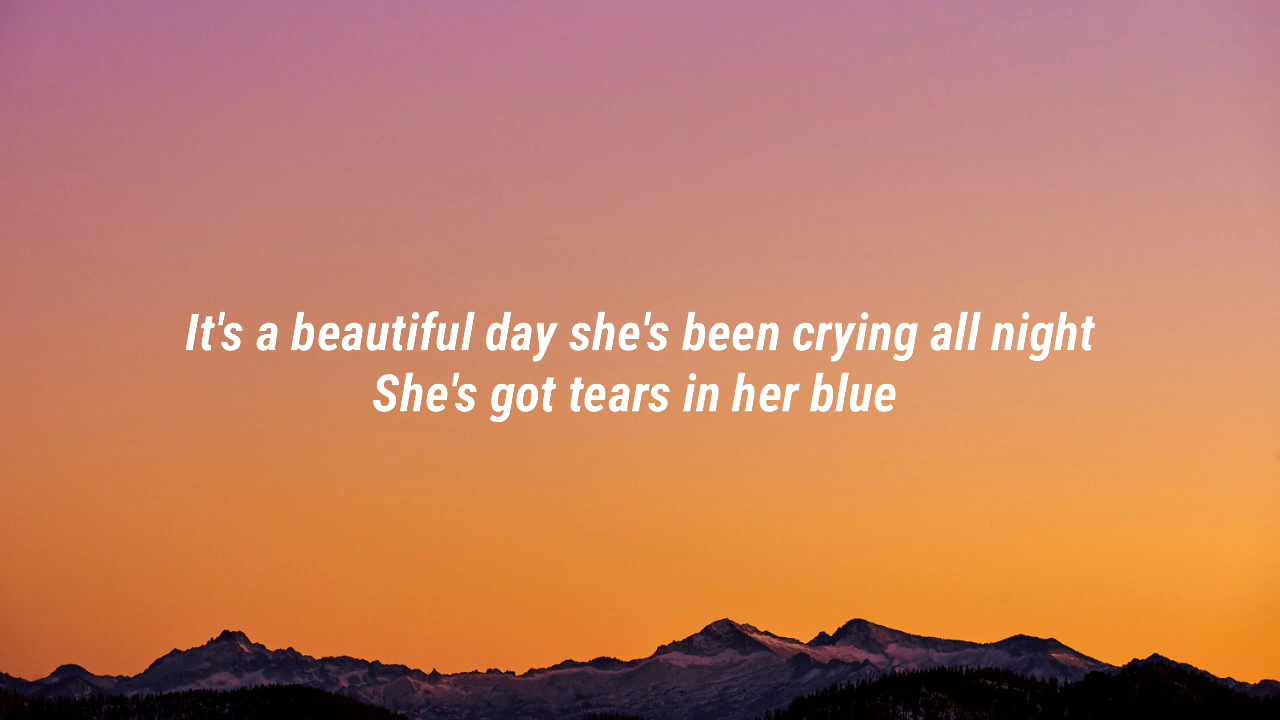 It's a beautiful day she's been crying all night
She's got tears in her blue